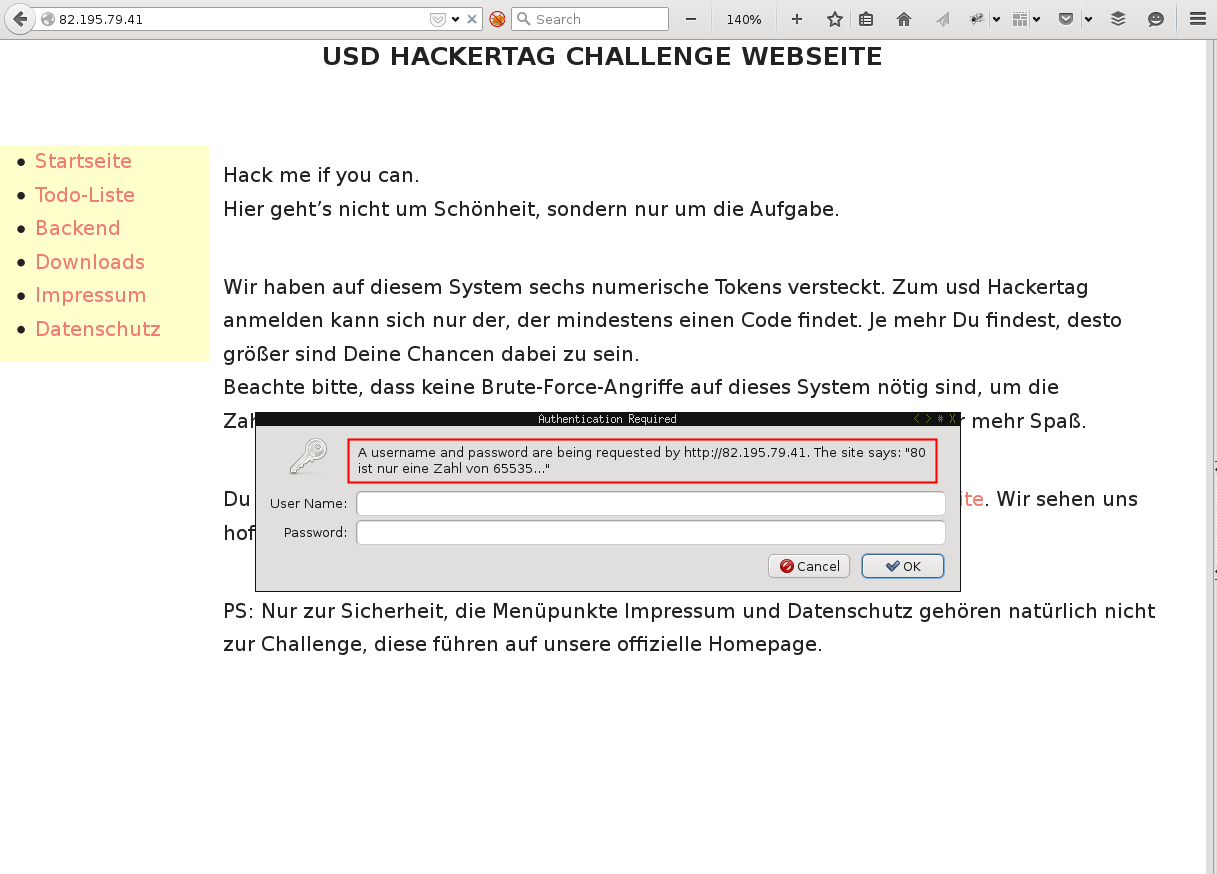 82.195.79.41
Search
140%
USD HACKERTAG CHALLENGE WEBSEITE
Startseite
Todo-Liste
Backend
Downloads
Impressum
Datenschutz
Hack me if you can.
Hier geht’s nicht um Schönheit, sondern nur um die Aufgabe.
Wir haben auf diesem System sechs numerische Tokens versteckt. Zum usd Hackertag
anmelden kann sich nur der, der mindestens einen Code findet. Je mehr Du findest, desto
größer sind Deine Chancen dabei zu sein.
Beachte bitte, dass keine Brute-Force-Angriffe auf dieses System nötig sind, um die
mehr Spaß.
Authentication Required
A username and password are being requested by http://82.195.79.41. The site says: "80
ist nur eine Zahl von 65535..."
User Name:
Password:
Cancel
OK
Du
. Wir sehen uns
PS: Nur zur Sicherheit, die Menüpunkte Impressum und Datenschutz gehören natürlich nicht
zur Challenge, diese führen auf unsere offizielle Homepage.